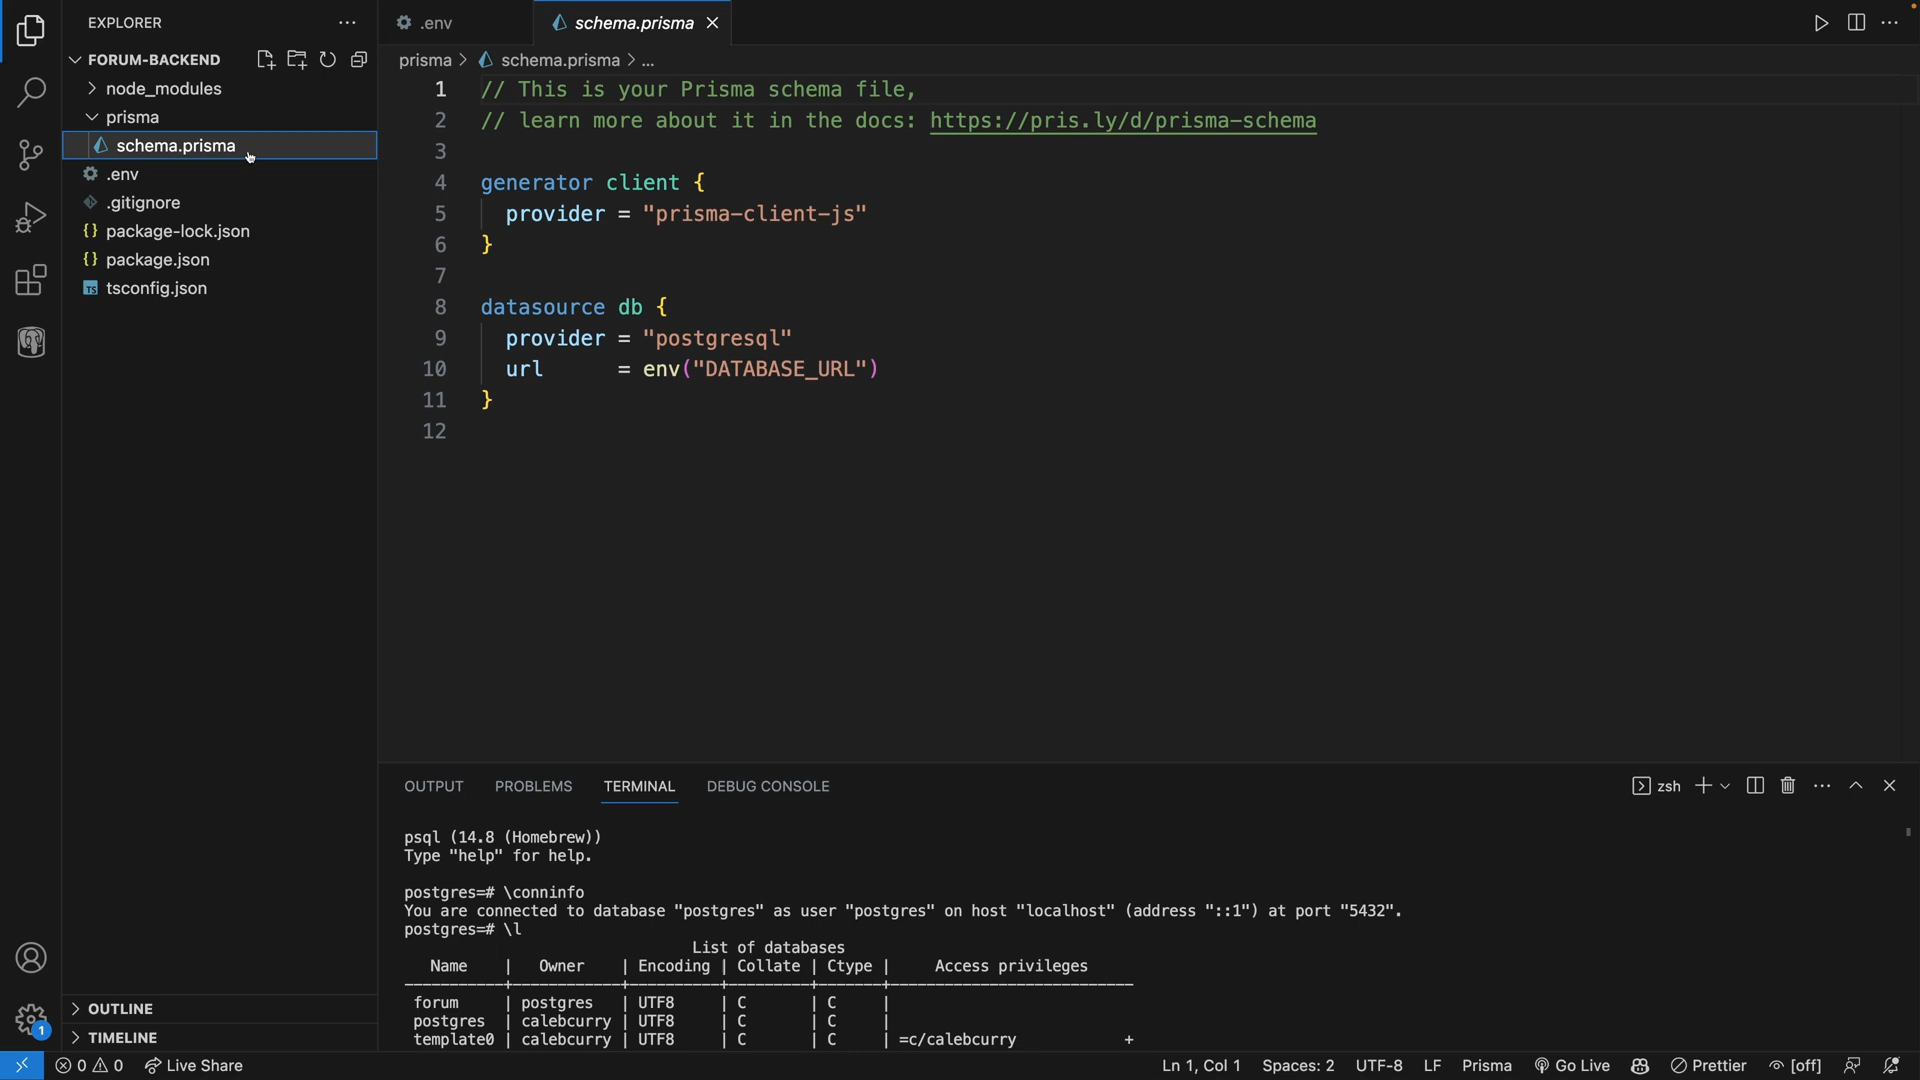 EXPLORER
.env
schema.prisma
FORUM-BACKEND
node_modules
prisma
schema.prisma
.env
.gitignore
{} package-lock.json
{} package.json
TS tsconfig.json
OUTLINE
TIMELINE
prisma > schema.prisma > ...
1 // This is your Prisma schema file,
2 // learn more about it in the docs: https://pris.ly/d/prisma-schema
3
4 generator client {
5 provider = "prisma-client-js"
6 }
7
8 datasource db {
9 provider = "postgresql"
10 url = env("DATABASE_URL")
11 }
12
OUTPUT PROBLEMS TERMINAL DEBUG CONSOLE
zsh
psql (14.8 (Homebrew))
Type "help" for help.
postgres=# \conninfo
You are connected to database "postgres" as user "postgres" on host "localhost" (address "::1") at port "5432".
postgres=# \l
List of databases
Name | Owner | Encoding | Collate | Ctype | Access privileges
-----------+------------+----------+---------+-------+---------------------------
forum | postgres | UTF8 | C | C |
postgres | calebcurry | UTF8 | C | C |
template0 | calebcurry | UTF8 | C | C | =c/calebcurry +
1
0 0 Live Share
Ln 1, Col 1 Spaces: 2 UTF-8 LF Prisma Go Live Prettier [off]